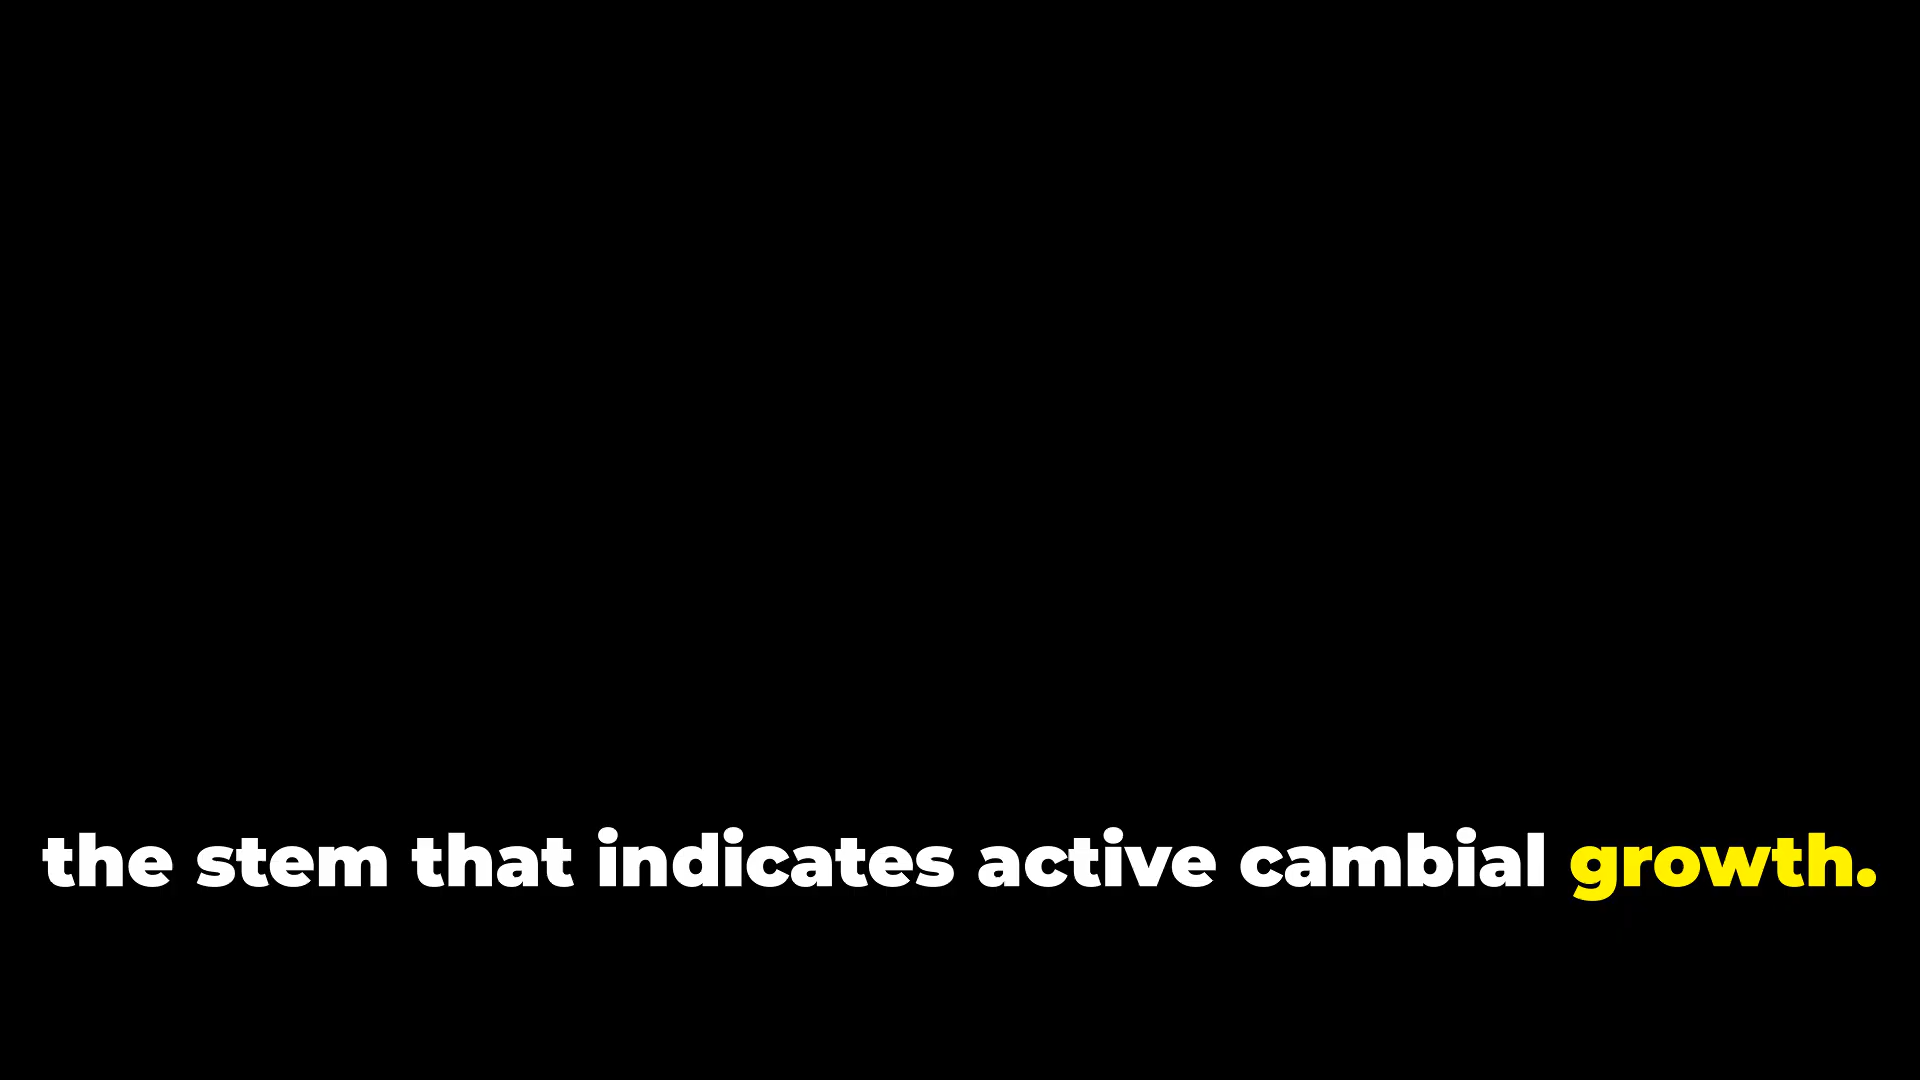 the stem that indicates active cambial growth.